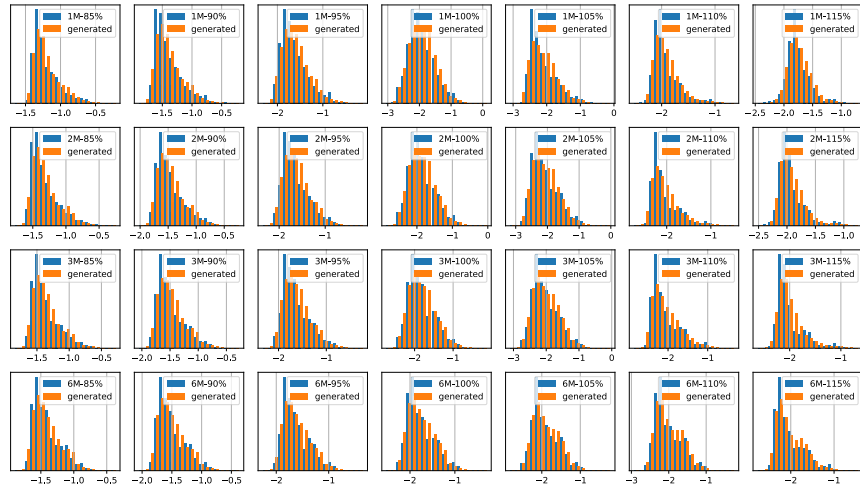 1M-85%
generated
1M-90%
generated
1M-95%
generated
1M-100%
generated
1M-105%
generated
1M-110%
generated
1M-115%
generated
−1.5 −1.0 −0.5
−1.5 −1.0 −0.5
−2 −1
−3 −2 −1 0
−3 −2 −1 0
−2 −1
−2.5 −2.0 −1.5 −1.0
2M-85%
generated
2M-90%
generated
2M-95%
generated
2M-100%
generated
2M-105%
generated
2M-110%
generated
2M-115%
generated
−1.5 −1.0 −0.5
−2.0 −1.5 −1.0 −0.5
−2 −1
−2 −1 0
−3 −2 −1 0
−2 −1
−2.5 −2.0 −1.5 −1.0
3M-85%
generated
3M-90%
generated
3M-95%
generated
3M-100%
generated
3M-105%
generated
3M-110%
generated
3M-115%
generated
−1.5 −1.0 −0.5
−2.0 −1.5 −1.0 −0.5
−2 −1
−2 −1
−3 −2 −1 0
−2 −1
−2 −1
6M-85%
generated
6M-90%
generated
6M-95%
generated
6M-100%
generated
6M-105%
generated
6M-110%
generated
6M-115%
generated
−1.5 −1.0 −0.5
−2.0 −1.5 −1.0 −0.5
−2 −1
−2 −1
−2 −1
−3 −2 −1
−2 −1